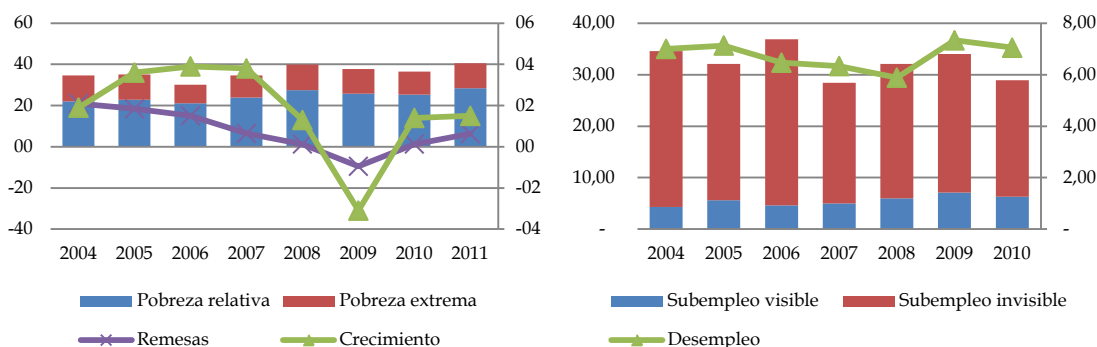 60 06
40 04
20 02
00 00
-20 -02
-40 -04
2004 2005 2006 2007 2008 2009 2010 2011
Pobreza relativa Pobreza extrema
Remesas Crecimiento
40,00 8,00
30,00 6,00
20,00 4,00
10,00 2,00
- -
2004 2005 2006 2007 2008 2009 2010
Subempleo visible Subempleo invisible
Desempleo